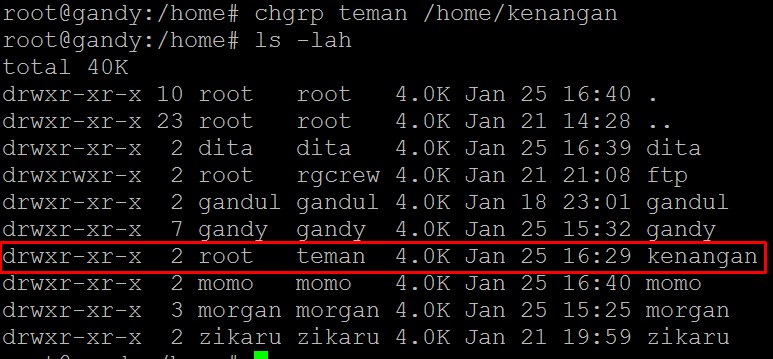 root@gandy:/home# chgrp teman /home/kenangan
root@gandy:/home# ls -lah
total 40K
drwxr-xr-x 10 root   root   4.0K Jan 25 16:40 .
drwxr-xr-x 23 root   root   4.0K Jan 21 14:28 ..
drwxr-xr-x  2 dita   dita   4.0K Jan 25 16:39 dita
drwxrwxr-x  2 root   rgcrew 4.0K Jan 21 21:08 ftp
drwxr-xr-x  2 gandul gandul 4.0K Jan 18 23:01 gandul
drwxr-xr-x  7 gandy  gandy  4.0K Jan 25 15:32 gandy
drwxr-xr-x  2 root   teman  4.0K Jan 25 16:29 kenangan
drwxr-xr-x  2 momo   momo   4.0K Jan 25 16:40 momo
drwxr-xr-x  3 morgan morgan 4.0K Jan 25 15:25 morgan
drwxr-xr-x  2 zikaru zikaru 4.0K Jan 21 19:59 zikaru
root@gandy:/home#